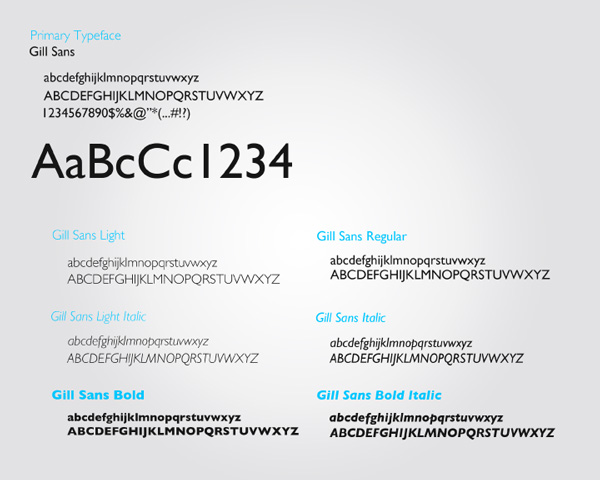 Primary Typeface
Gill Sans
abcdefghijklmnopqrstuvwxyz
ABCDEFGHIJKLMNOPQRSTUVWXYZ
1234567890$%&@”*(...#!?)
AaBcCc1234
Gill Sans Light
abcdefghijklmnopqrstuvwxyz
ABCDEFGHIJKLMNOPQRSTUVWXYZ
Gill Sans Regular
abcdefghijklmnopqrstuvwxyz
ABCDEFGHIJKLMNOPQRSTUVWXYZ
Gill Sans Light Italic
abcdefghijklmnopqrstuvwxyz
ABCDEFGHIJKLMNOPQRSTUVWXYZ
Gill Sans Italic
abcdefghijklmnopqrstuvwxyz
ABCDEFGHIJKLMNOPQRSTUVWXYZ
Gill Sans Bold
abcdefghijklmnopqrstuvwxyz
ABCDEFGHIJKLMNOPQRSTUVWXYZ
Gill Sans Bold Italic
abcdefghijklmnopqrstuvwxyz
ABCDEFGHIJKLMNOPQRSTUVWXYZ